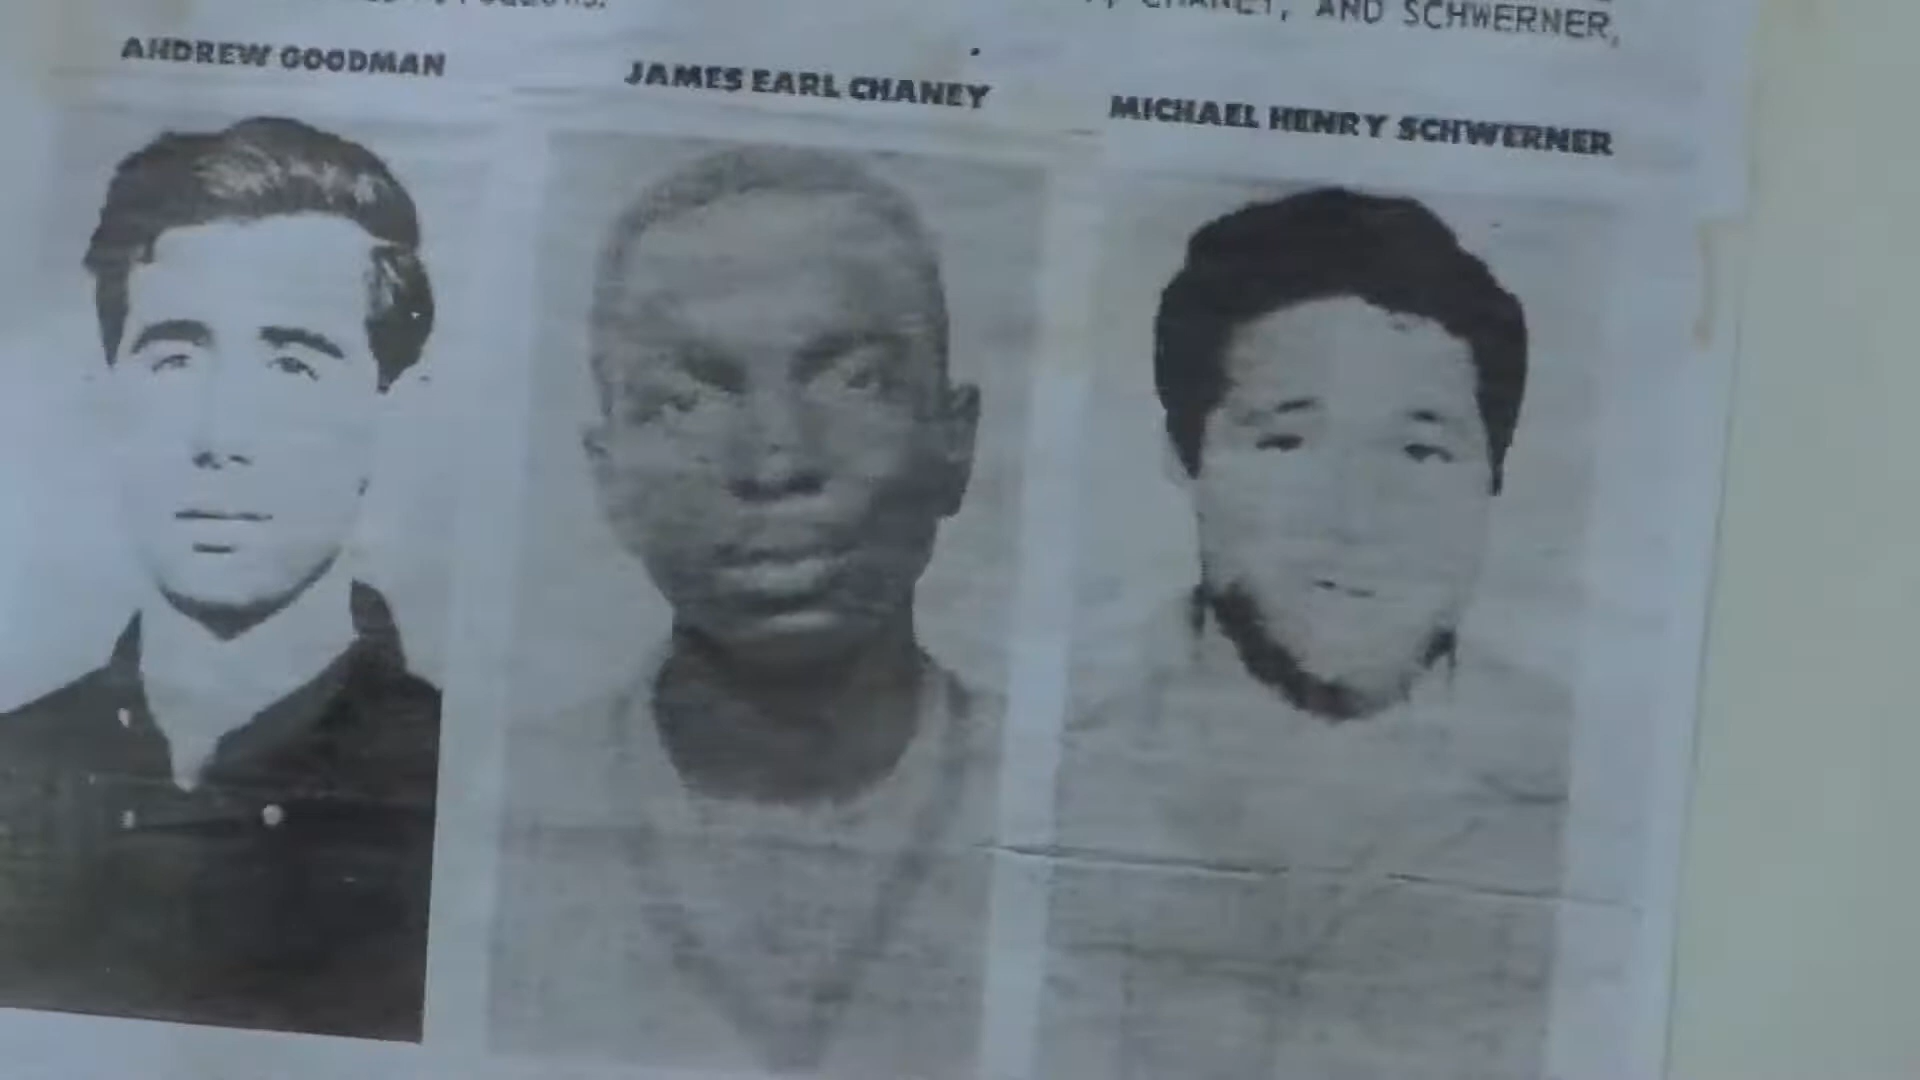 CHANEY, AND SCHWERNER,
ANDREW GOODMAN
JAMES EARL CHANEY
MICHAEL HENRY SCHWERNER